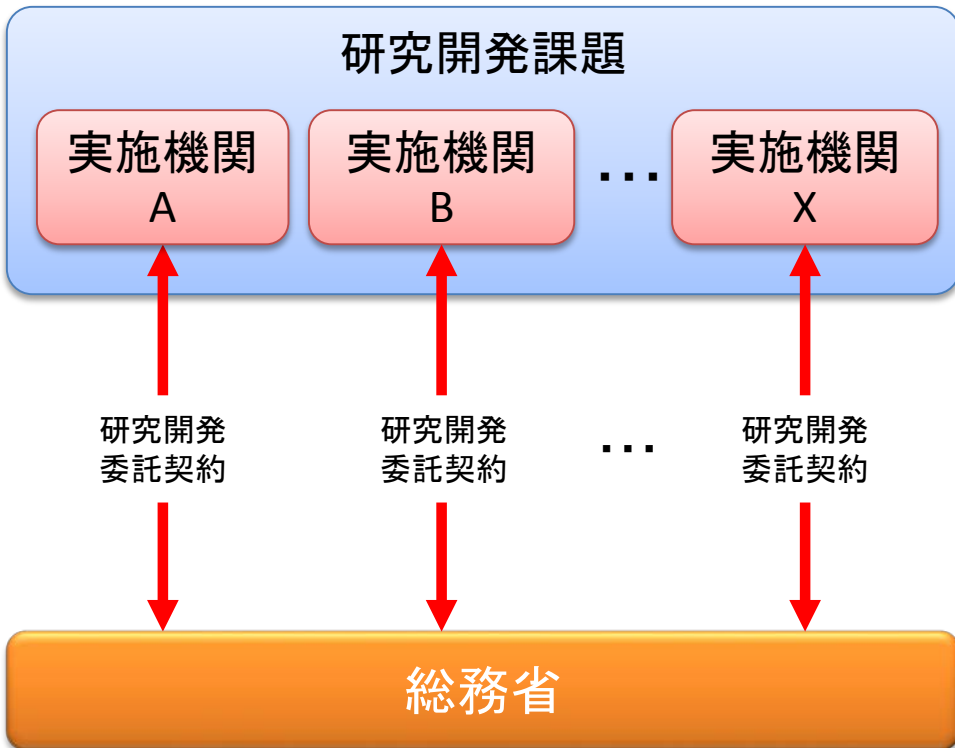 研究開発課題
実施機関
A
実施機関
B
…
実施機関
X
研究開発
委託契約
研究開発
委託契約
…
研究開発
委託契約
総務省